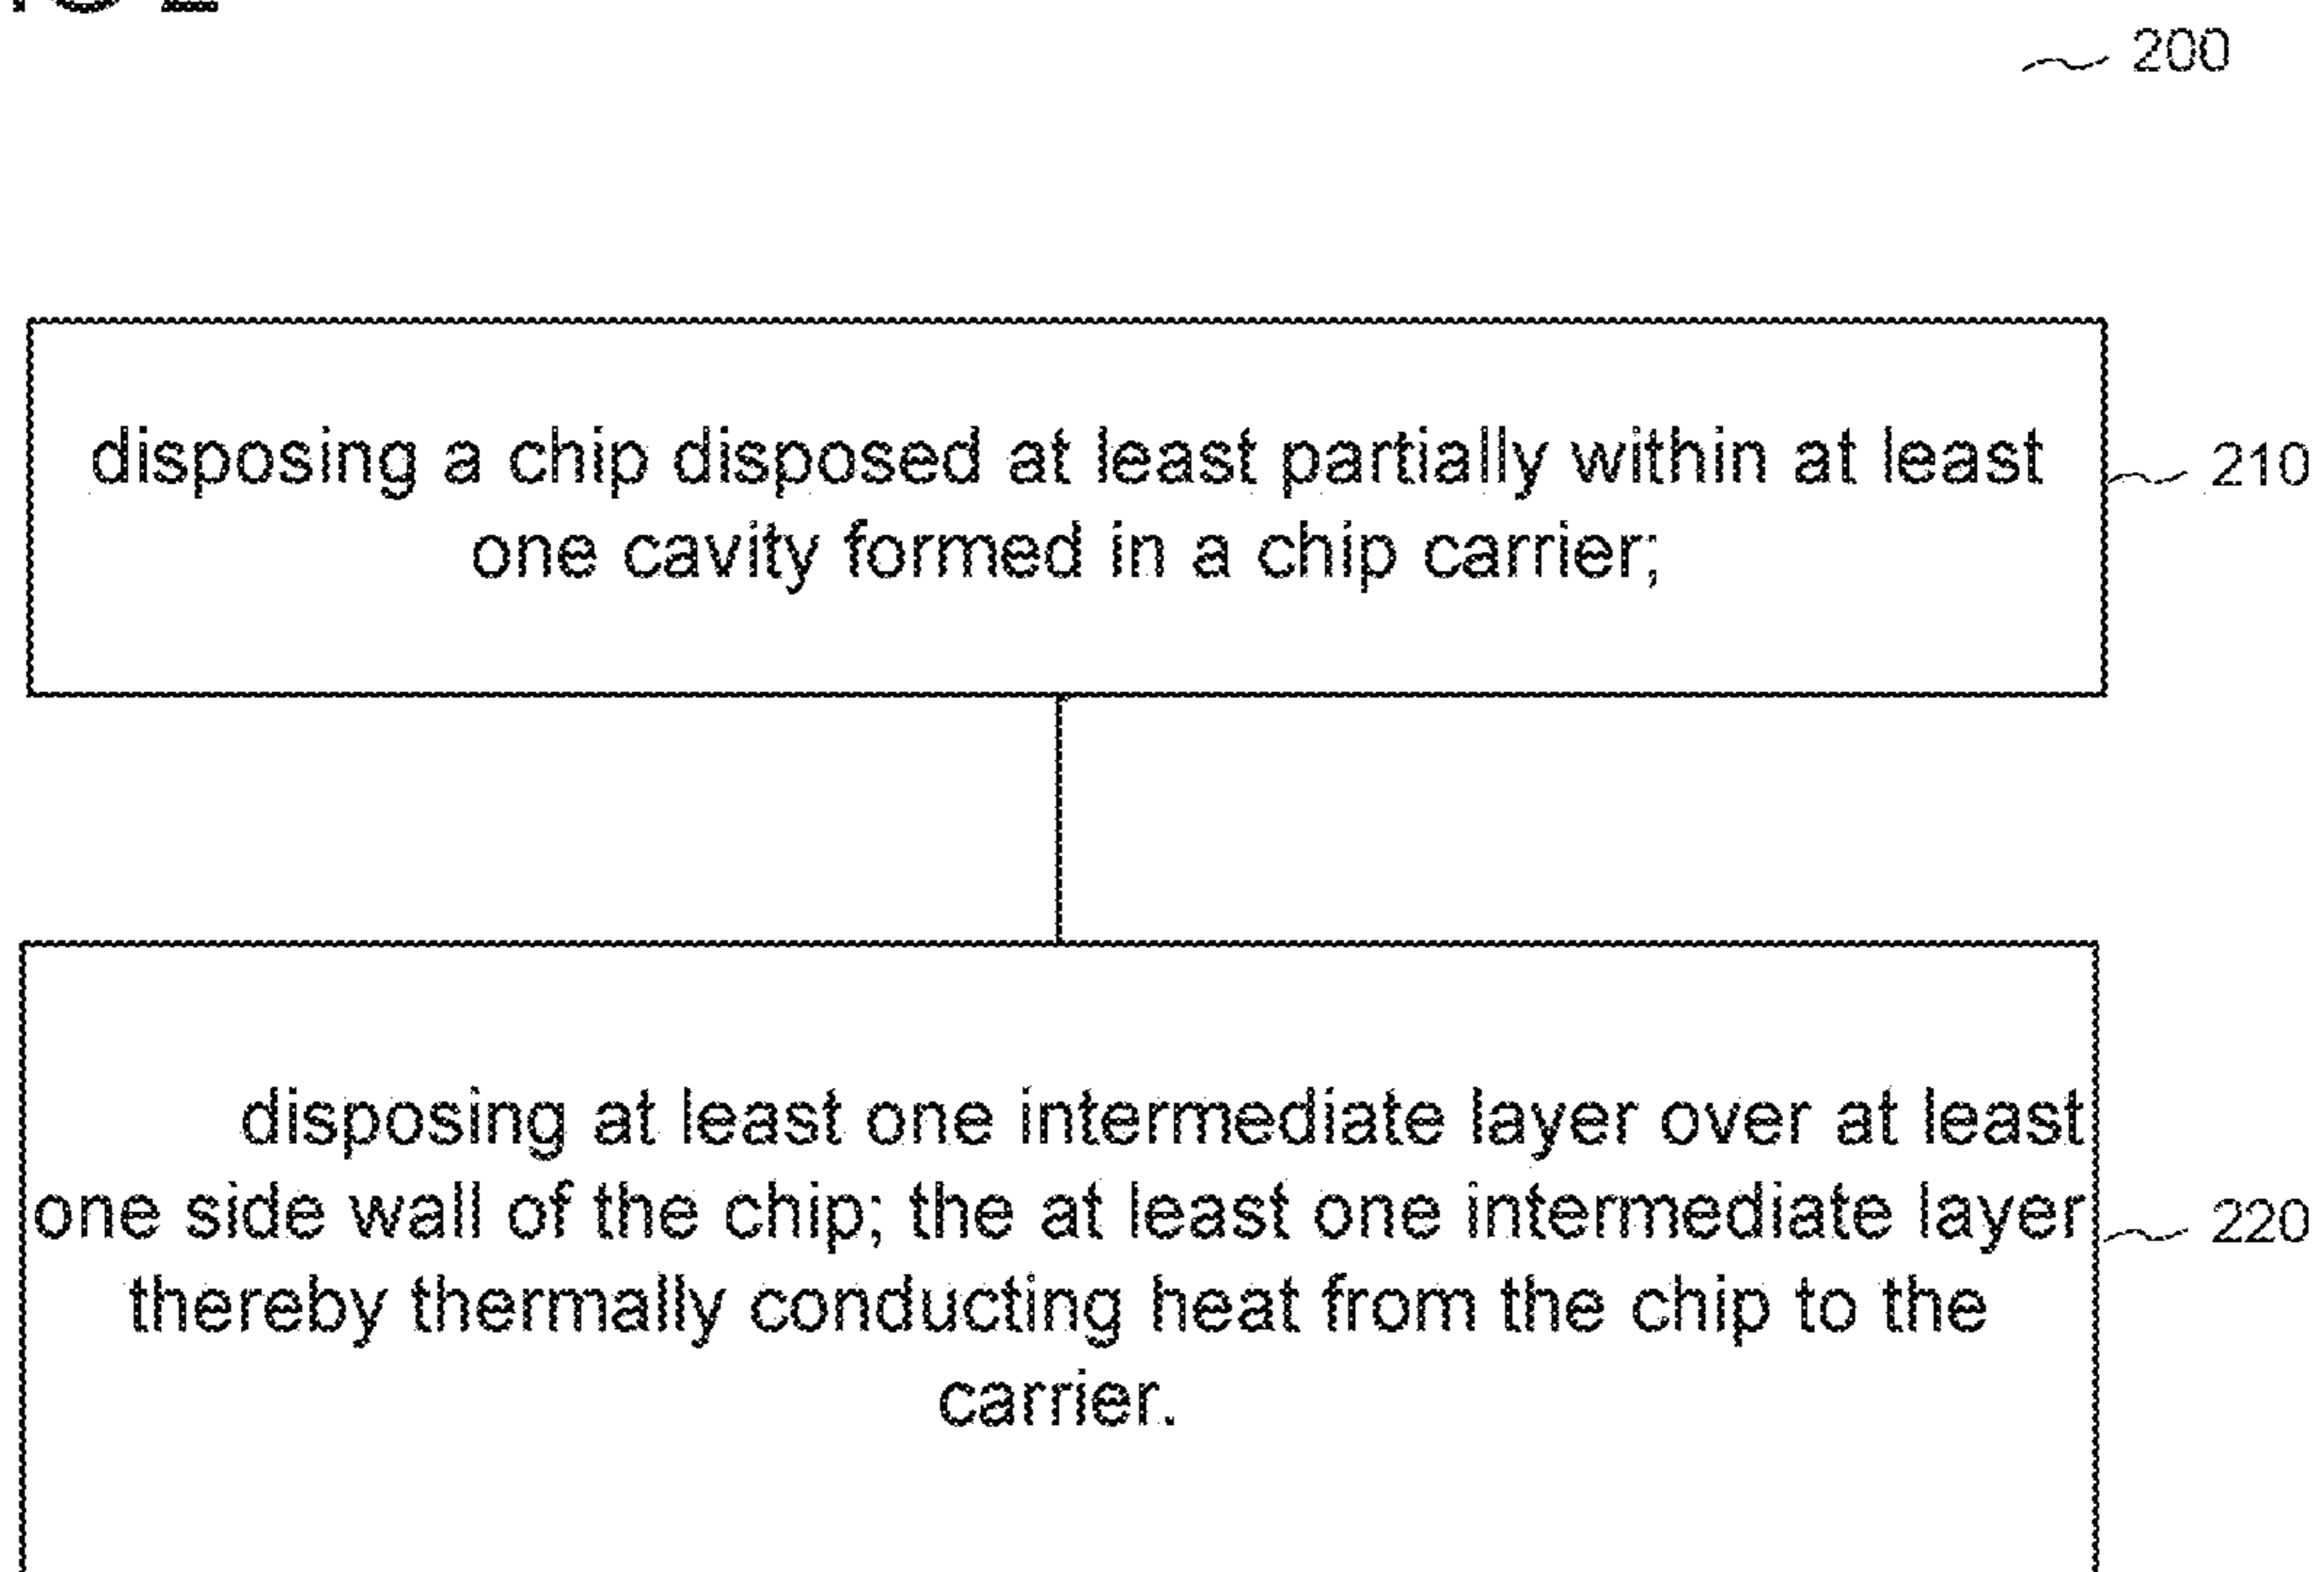 200
disposing a chip disposed at least partially within at least
one cavity formed in a chip carrier;
210
disposing at least one intermediate layer over at least
one side wall of the chip; the at least one intermediate layer
thereby thermally conducting heat from the chip to the
carrier.
220